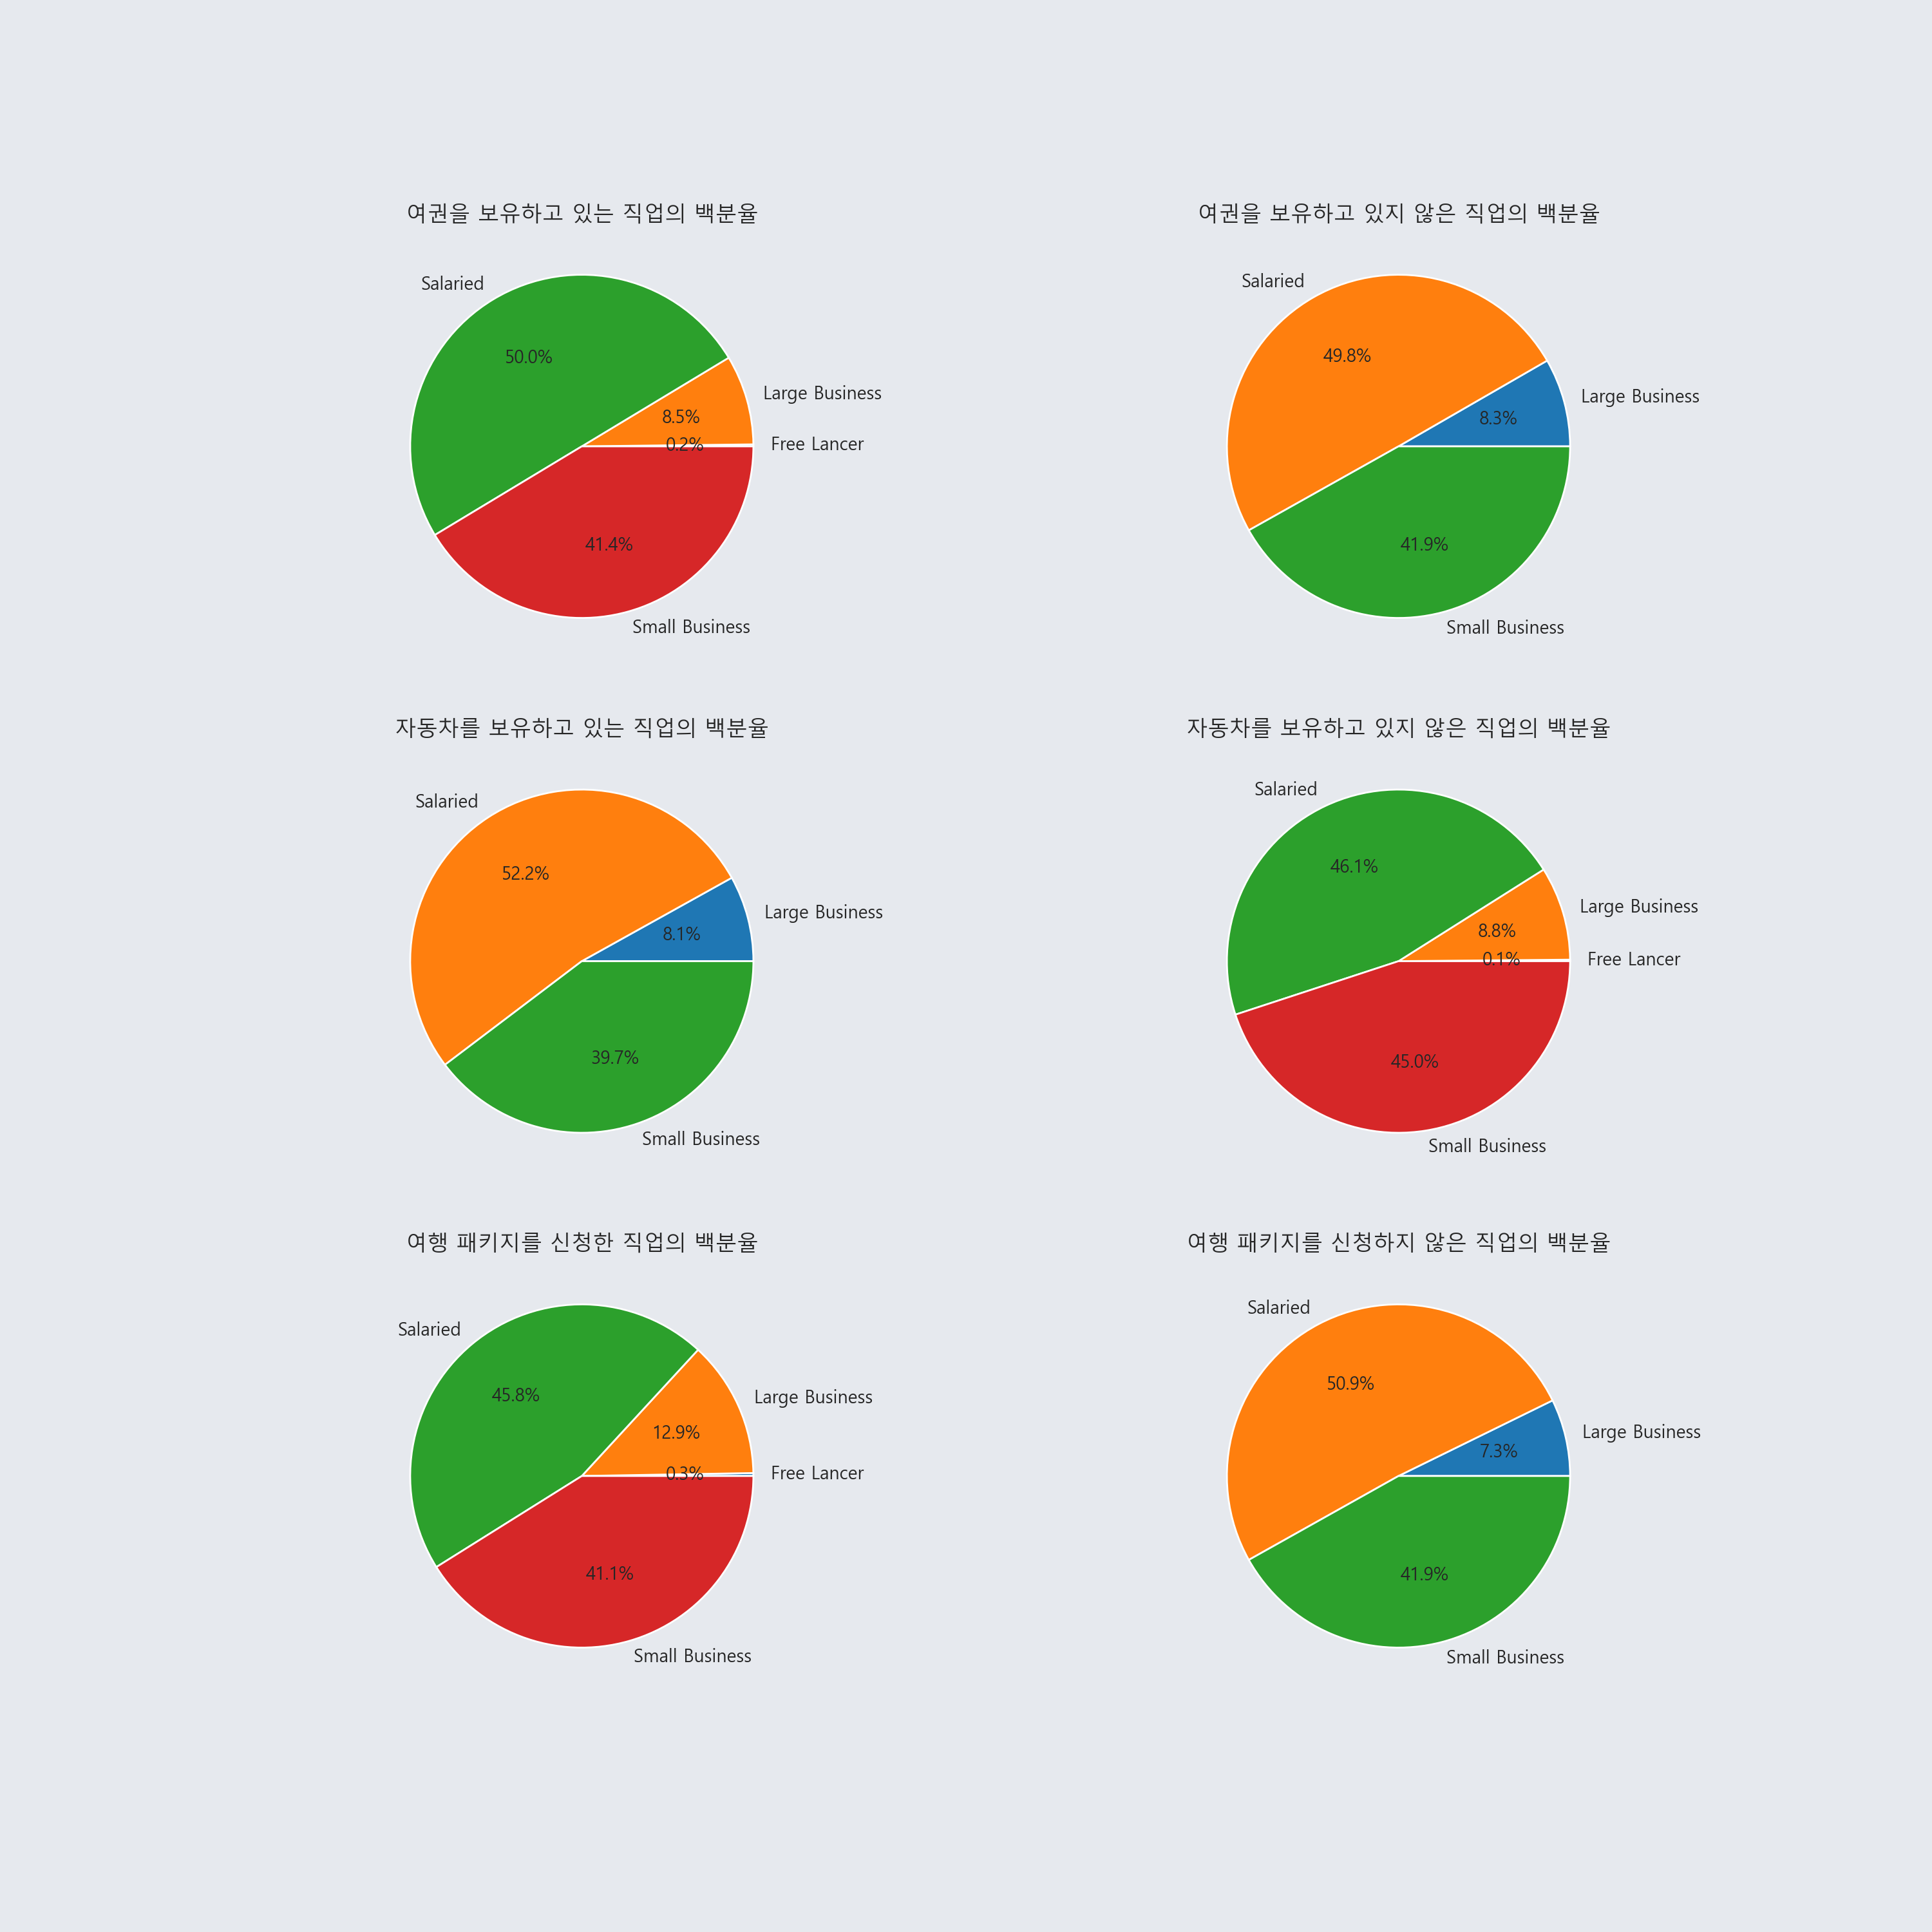 여권을 보유하고 있는 직업의 백분율
Salaried
50.0%
Large Business
8.5%
0.2%
Free Lancer
41.4%
Small Business
여권을 보유하고 있지 않은 직업의 백분율
Salaried
49.8%
Large Business
8.3%
41.9%
Small Business
자동차를 보유하고 있는 직업의 백분율
Salaried
52.2%
Large Business
8.1%
39.7%
Small Business
자동차를 보유하고 있지 않은 직업의 백분율
Salaried
46.1%
Large Business
8.8%
0.1%
Free Lancer
45.0%
Small Business
여행 패키지를 신청한 직업의 백분율
Salaried
45.8%
Large Business
12.9%
0.3%
Free Lancer
41.1%
Small Business
여행 패키지를 신청하지 않은 직업의 백분율
Salaried
50.9%
Large Business
7.3%
41.9%
Small Business